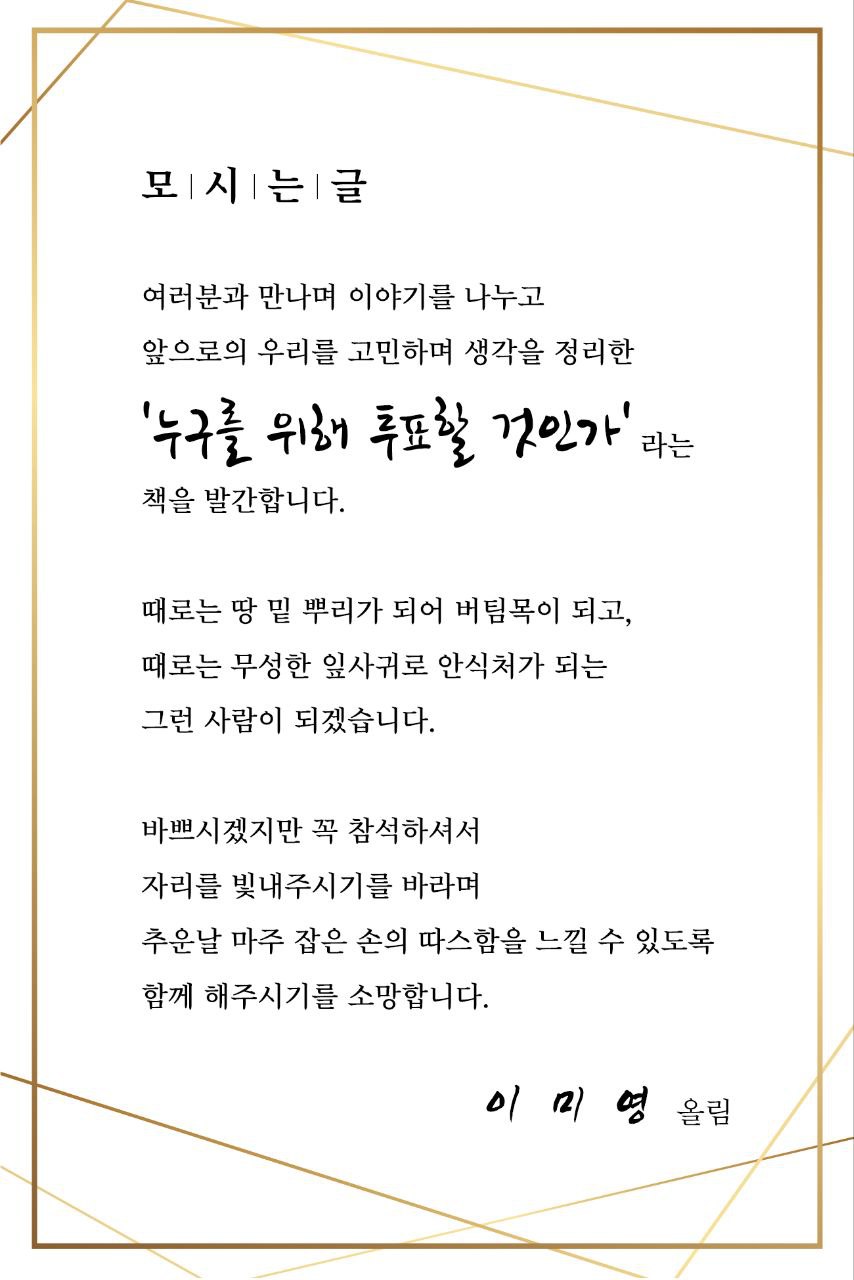 모 | 시 | 는 | 글
여러분과 만나며 이야기를 나누고
앞으로의 우리를 고민하며 생각을 정리한
'누구를 위해 투표할 것인가' 라는
책을 발간합니다.
때로는 땅 밑 뿌리가 되어 버팀목이 되고,
때로는 무성한 잎사귀로 안식처가 되는
그런 사람이 되겠습니다.
바쁘시겠지만 꼭 참석하셔서
자리를 빛내주시기를 바라며
추운날 마주 잡은 손의 따스함을 느낄 수 있도록
함께 해주시기를 소망합니다.
이 미 영 올림